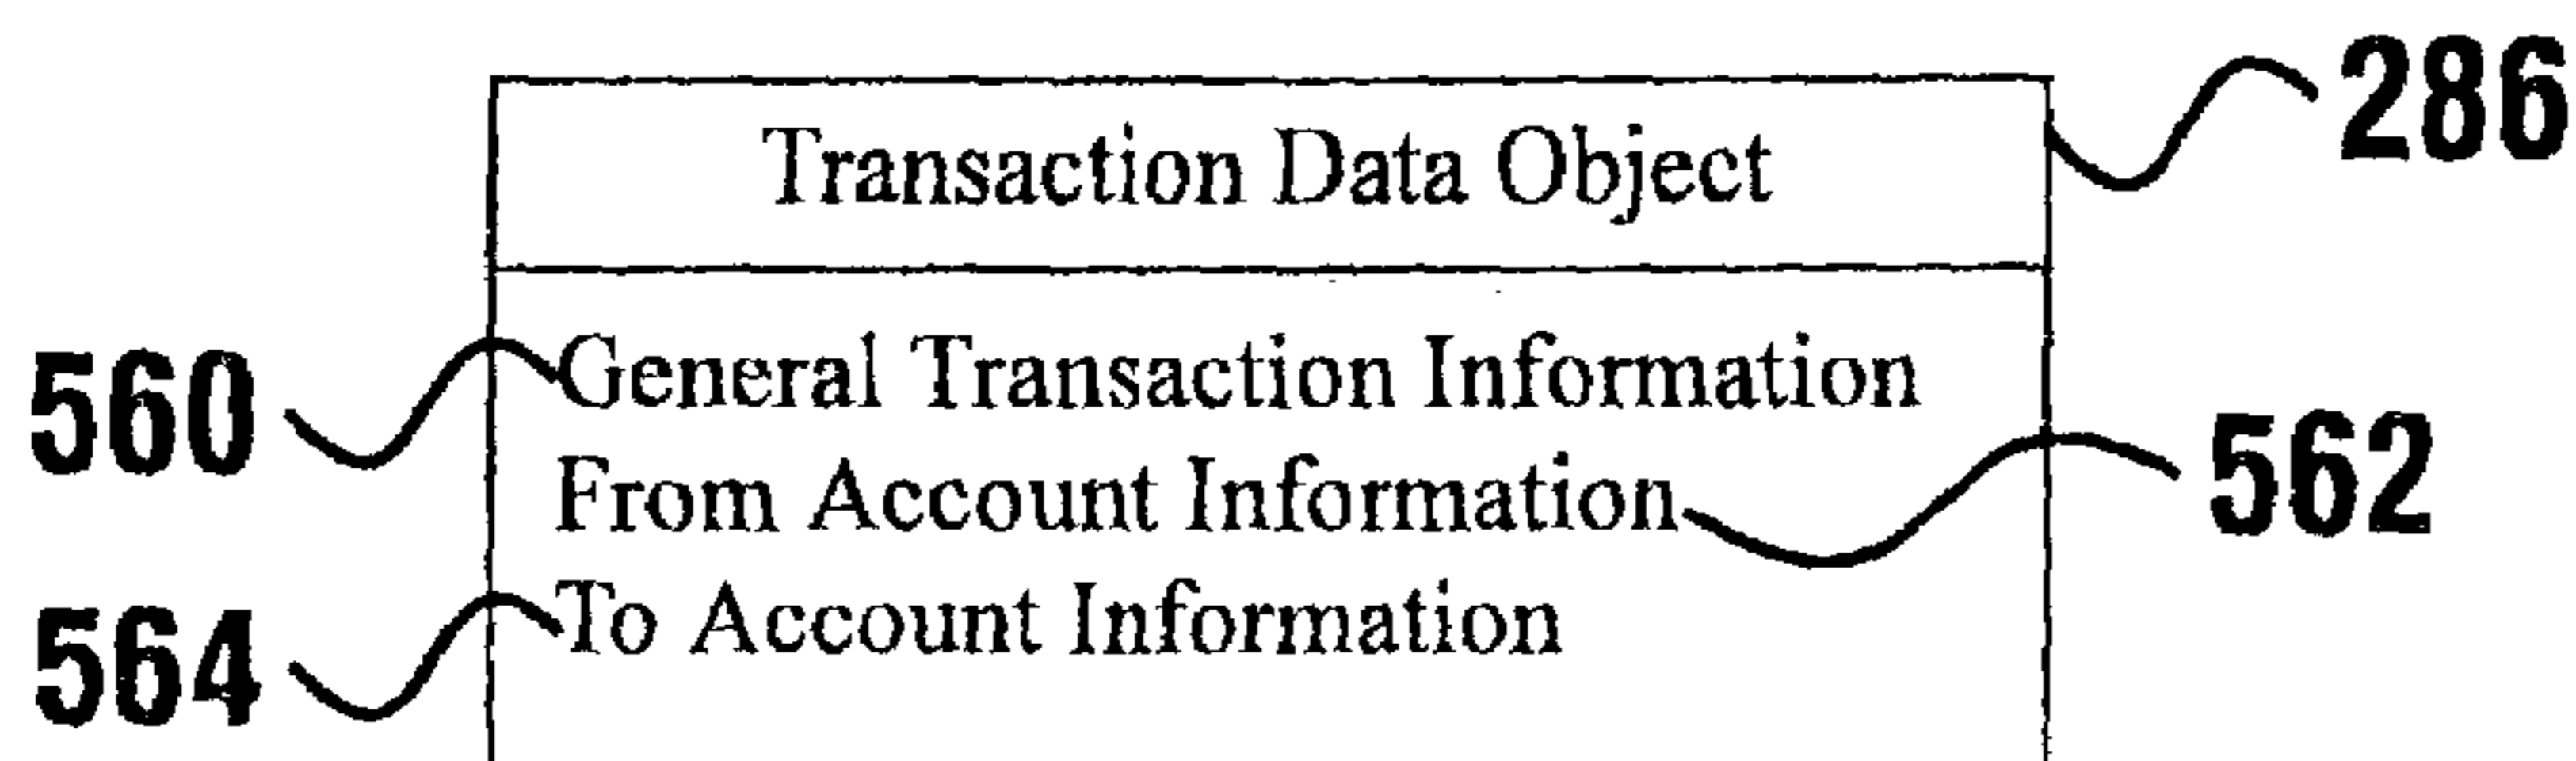 286
Transaction Data Object
560
General Transaction Information
From Account Information
562
564
To Account Information